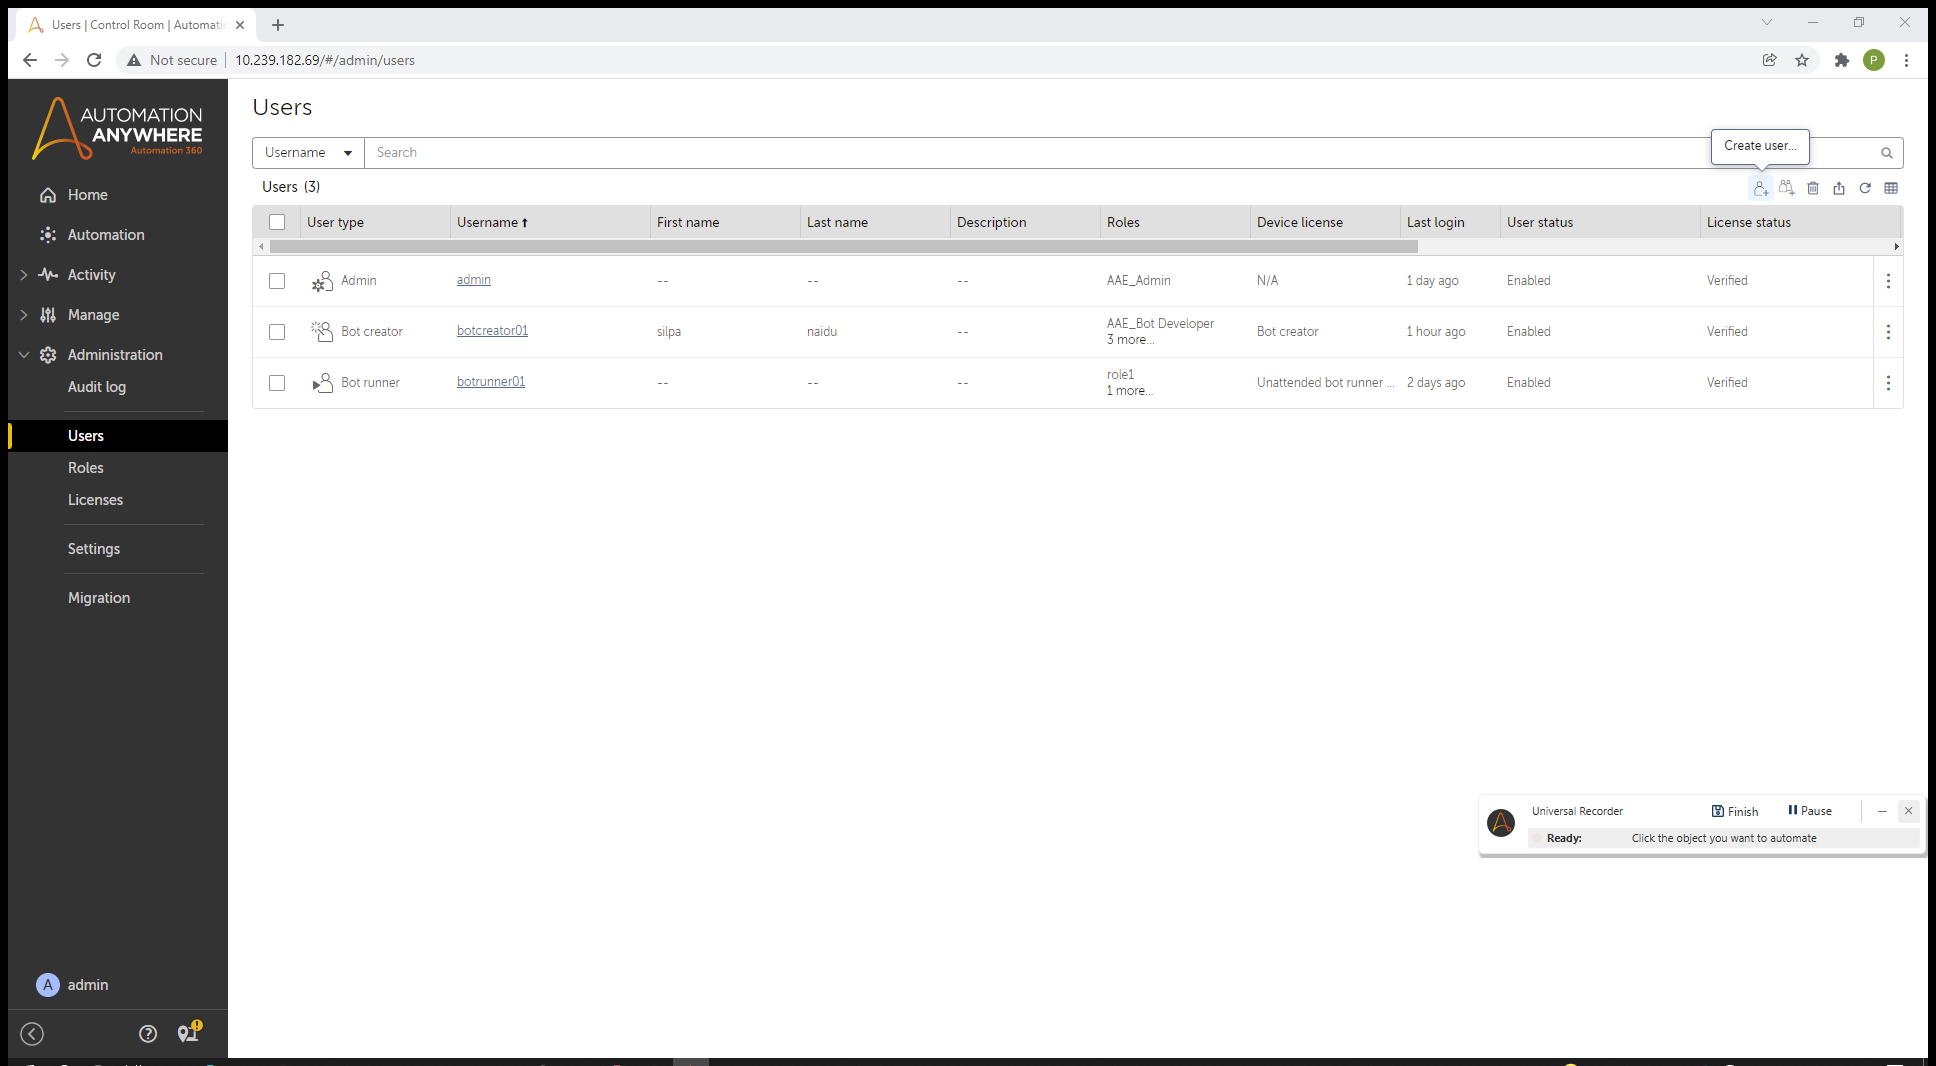 Users | Control Room | Automati
Not secure
10.239.182.69/#/admin/users
P
AUTOMATION
ANYWHERE
Automation 360
Home
Automation
Activity
Manage
Administration
Audit log
Users
Roles
Licenses
Settings
Migration
A admin
Users
Username Search
Create user...
Users (3)
User type Username First name Last name Description Roles Device license Last login User status License status
Admin admin -- -- -- AAE_Admin N/A 1 day ago Enabled Verified
Bot creator botcreator01 silpa naidu -- AAE_Bot Developer Bot creator 1 hour ago Enabled Verified
3 more...
Bot runner botrunner01 -- -- -- role1 Unattended bot runner ... 2 days ago Enabled Verified
1 more...
Universal Recorder Finish Pause
Ready: Click the object you want to automate